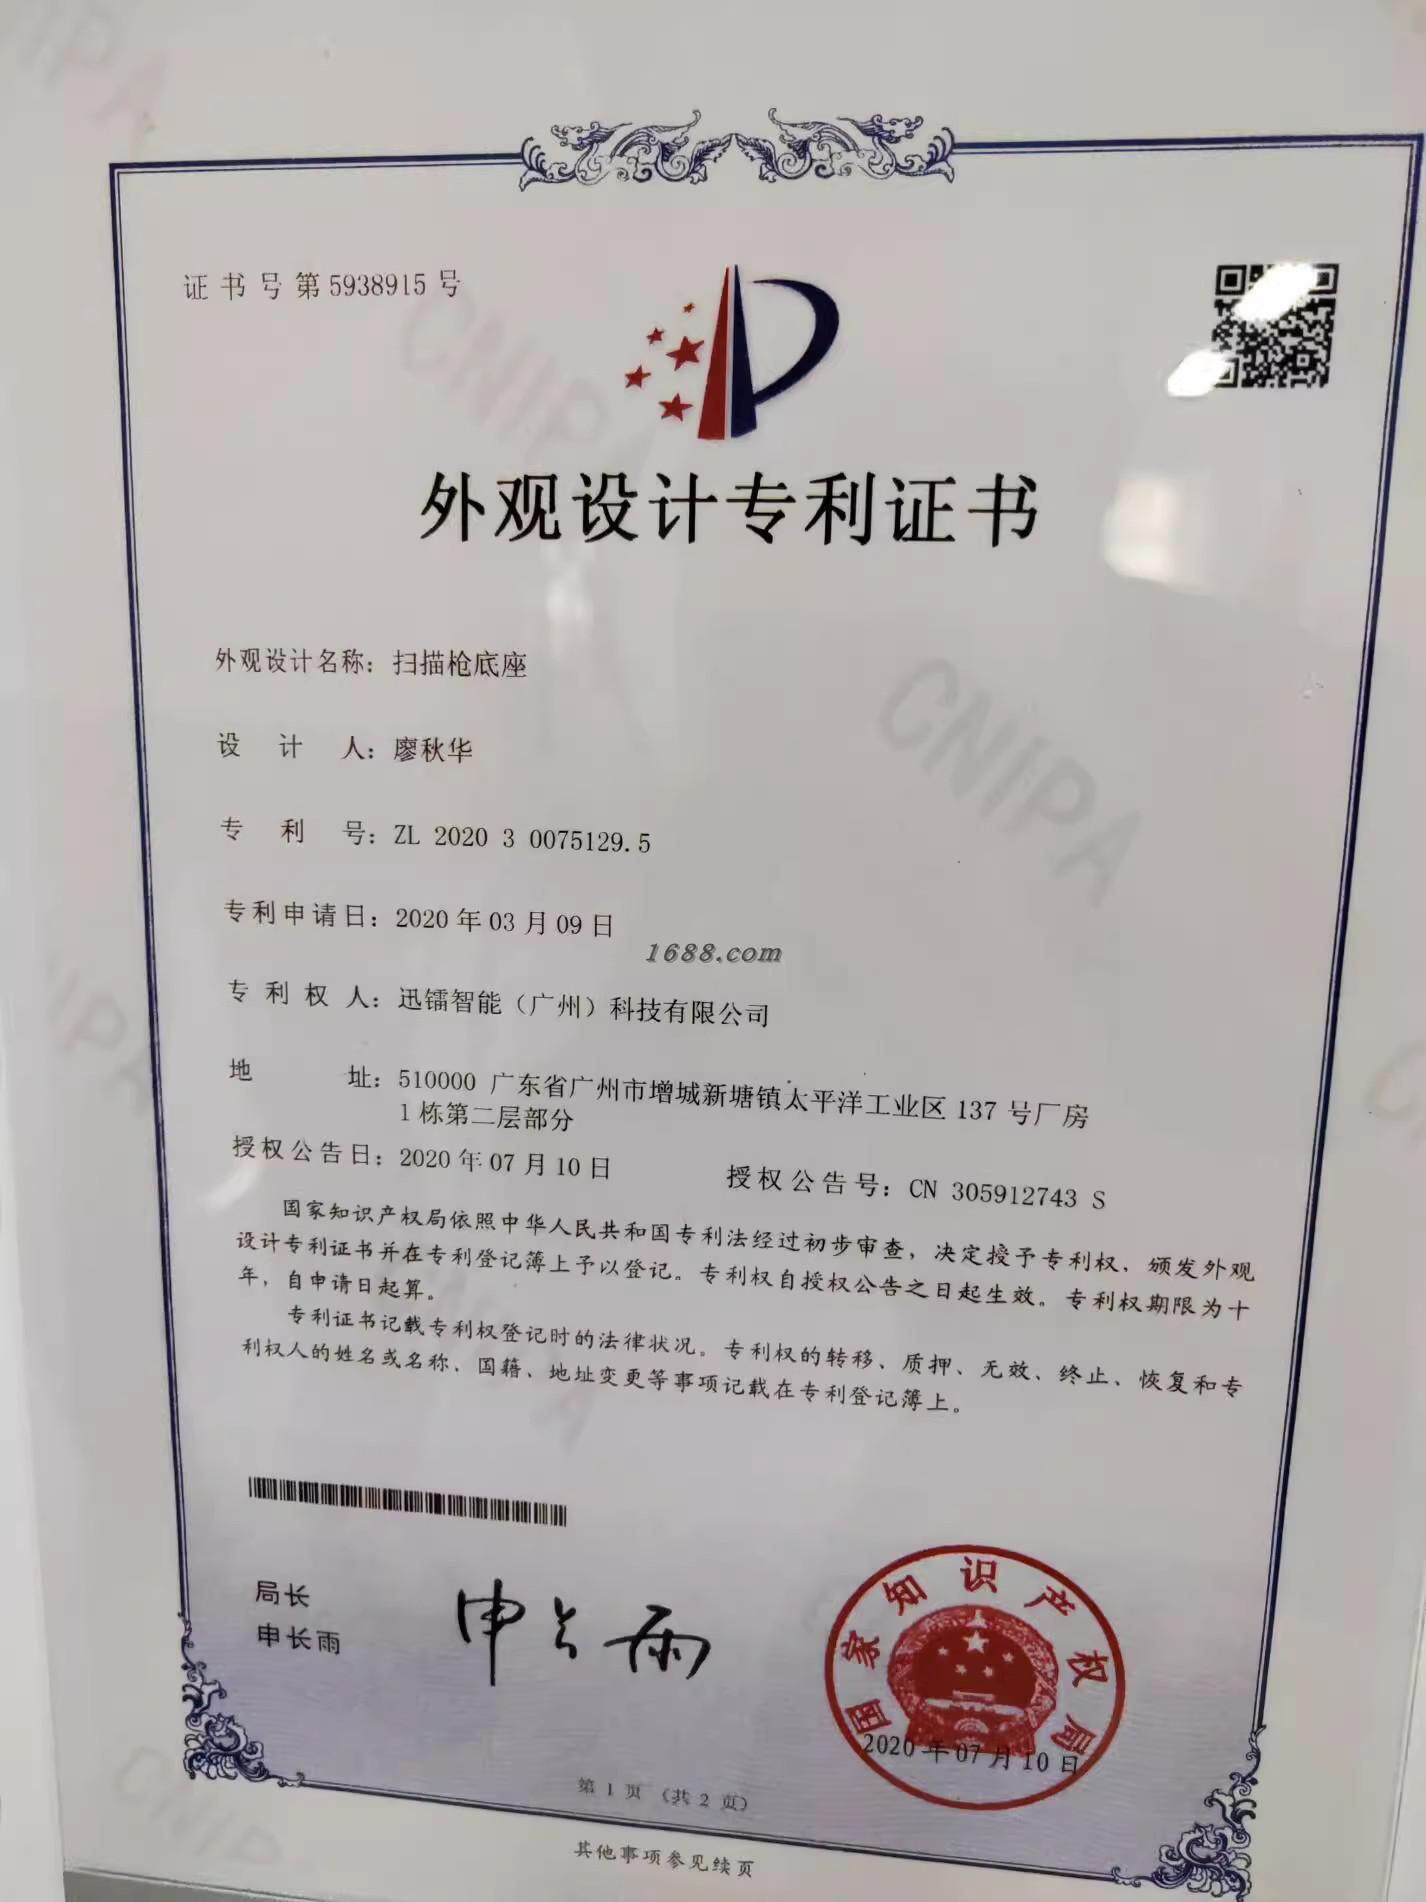 证书号第5938915号
外观设计专利证书
外观设计名称：扫描枪底座
设计人：廖秋华
专利号：ZL 2020 3 0075129.5
专利申请日：2020年03月09日
1688.com
专利权人：迅镭智能（广州）科技有限公司
地址：510000 广东省广州市增城新塘镇太平洋工业区137号厂房
1栋第二层部分
授权公告日：2020年07月10日 授权公告号：CN 305912743 S
国家知识产权局依照中华人民共和国专利法经过初步审查，决定授予专利权，颁发外观
设计专利证书并在专利登记簿上予以登记。专利权自授权公告之日起生效。专利权期限为十
年，自申请日起算。
专利证书记载专利权登记时的法律状况。专利权的转移、质押、无效、终止、恢复和专
利权人的姓名或名称、国籍、地址变更等事项记载在专利登记簿上。
局长
申长雨
申长雨
国家知识产权局
2020年07月10日
第1页（共2页）
其他事项参见续页
CNIPA
CNIPA